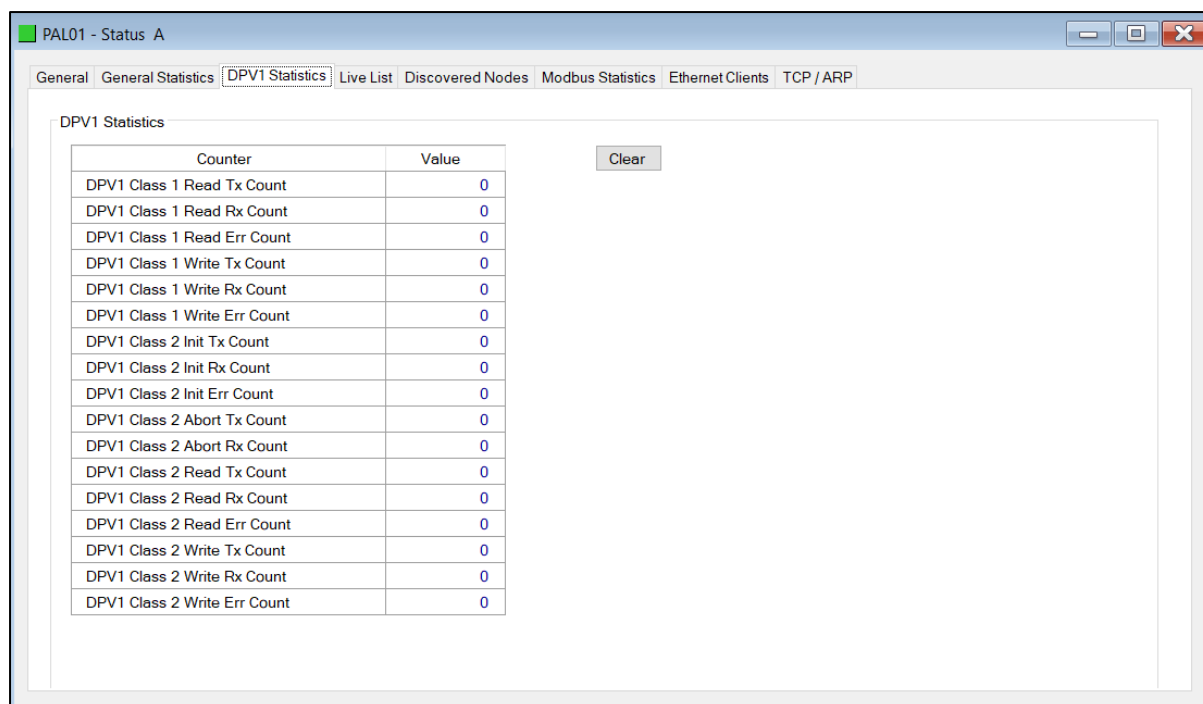 PAL01 - Status A
General General Statistics DPV1 Statistics Live List Discovered Nodes Modbus Statistics Ethernet Clients TCP / ARP
DPV1 Statistics
Counter Value Clear
DPV1 Class 1 Read Tx Count 0
DPV1 Class 1 Read Rx Count 0
DPV1 Class 1 Read Err Count 0
DPV1 Class 1 Write Tx Count 0
DPV1 Class 1 Write Rx Count 0
DPV1 Class 1 Write Err Count 0
DPV1 Class 2 Init Tx Count 0
DPV1 Class 2 Init Rx Count 0
DPV1 Class 2 Init Err Count 0
DPV1 Class 2 Abort Tx Count 0
DPV1 Class 2 Abort Rx Count 0
DPV1 Class 2 Read Tx Count 0
DPV1 Class 2 Read Rx Count 0
DPV1 Class 2 Read Err Count 0
DPV1 Class 2 Write Tx Count 0
DPV1 Class 2 Write Rx Count 0
DPV1 Class 2 Write Err Count 0